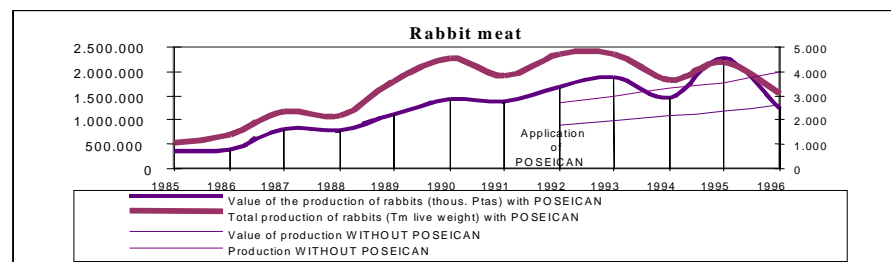 Rabbit meat
2.500.000 5.000
2.000.000 4.000
1.500.000 3.000
1.000.000 2.000
500.000 1.000
0 0
Application
of
POSEICAN
1985 1986 1987 1988 1989 1990 1991 1992 1993 1994 1995 1996
Value of the production of rabbits (thous. Ptas) with POSEICAN
Total production of rabbits (Tm live weight) with POSEICAN
Value of production WITHOUT POSEICAN
Production WITHOUT POSEICAN